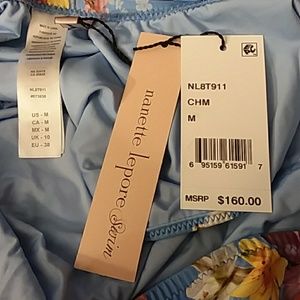 NL8T911
US - M
CA - M
MX - M
UK - 10
EU - 38
nanette lepore
Swim
NL8T911
CHM
M
6 95159 61591 7
MSRP $160.00